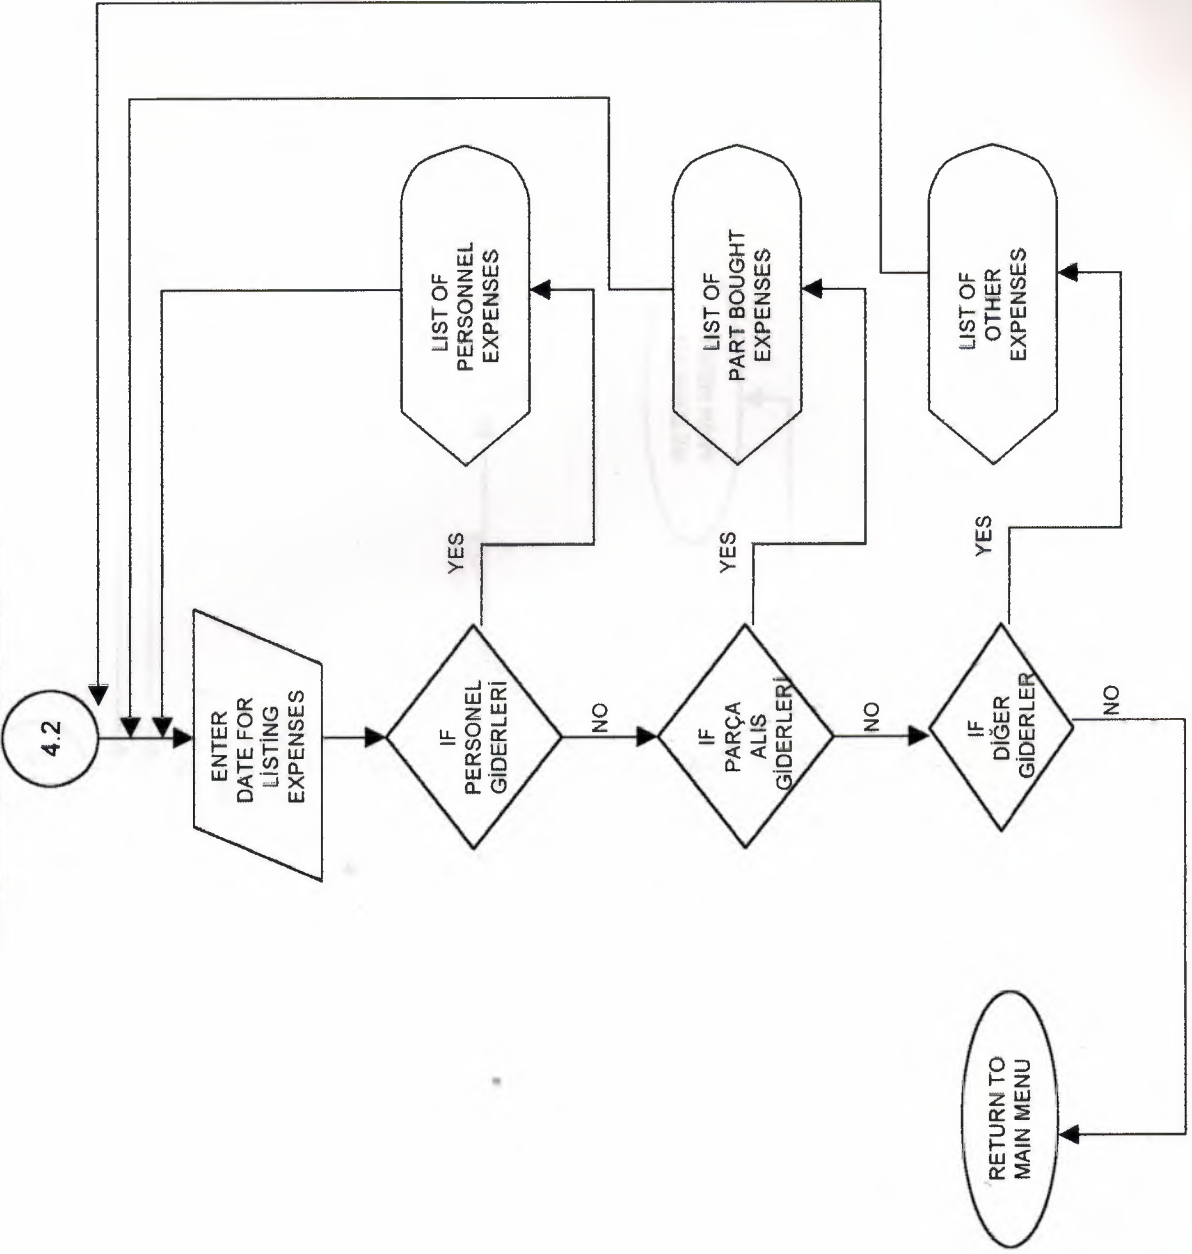 4.2
ENTER
DATE FOR
LİSTİNG
EXPENSES
IF
PERSONEL
GİDERLERİ
YES
LIST OF
PERSONNEL
EXPENSES
NO
IF
PARÇA
ALIS
GİDERLERİ
YES
LIST OF
PART BOUGHT
EXPENSES
NO
IF
DİĞER
GİDERLER
YES
LIST OF
OTHER
EXPENSES
NO
RETURN TO
MAIN MENU